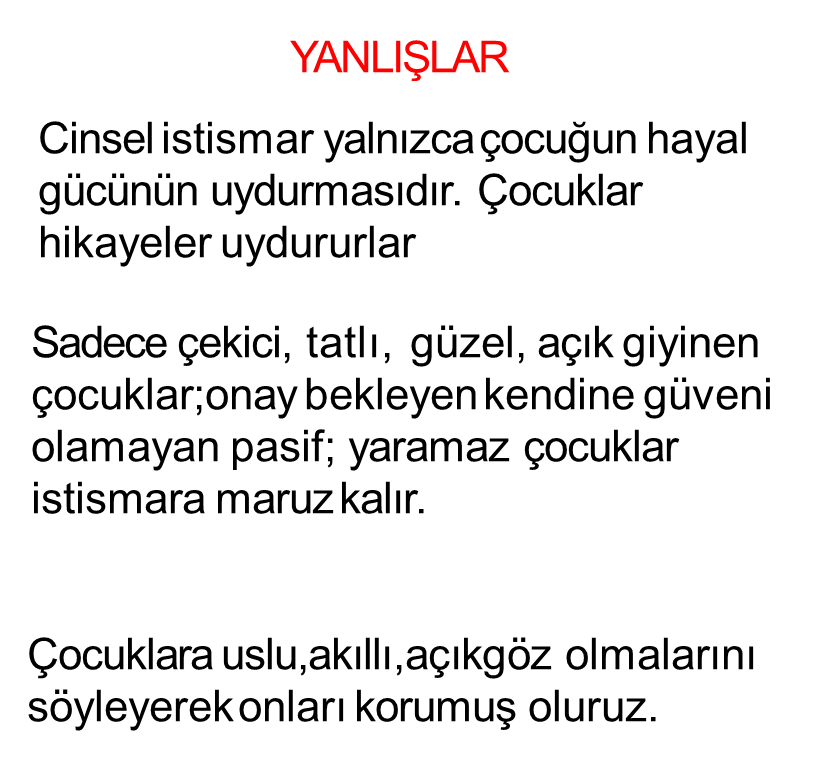 YANLIŞLAR
Cinsel istismar yalnızca çocuğun hayal
gücünün uydurmasıdır. Çocuklar
hikayeler uydururlar
Sadece çekici, tatlı, güzel, açık giyinen
çocuklar;onay bekleyen kendine güveni
olamayan pasif; yaramaz çocuklar
istismara maruz kalır.
Çocuklara uslu,akıllı,açıkgöz olmalarını
söyleyerek onları korumuş oluruz.